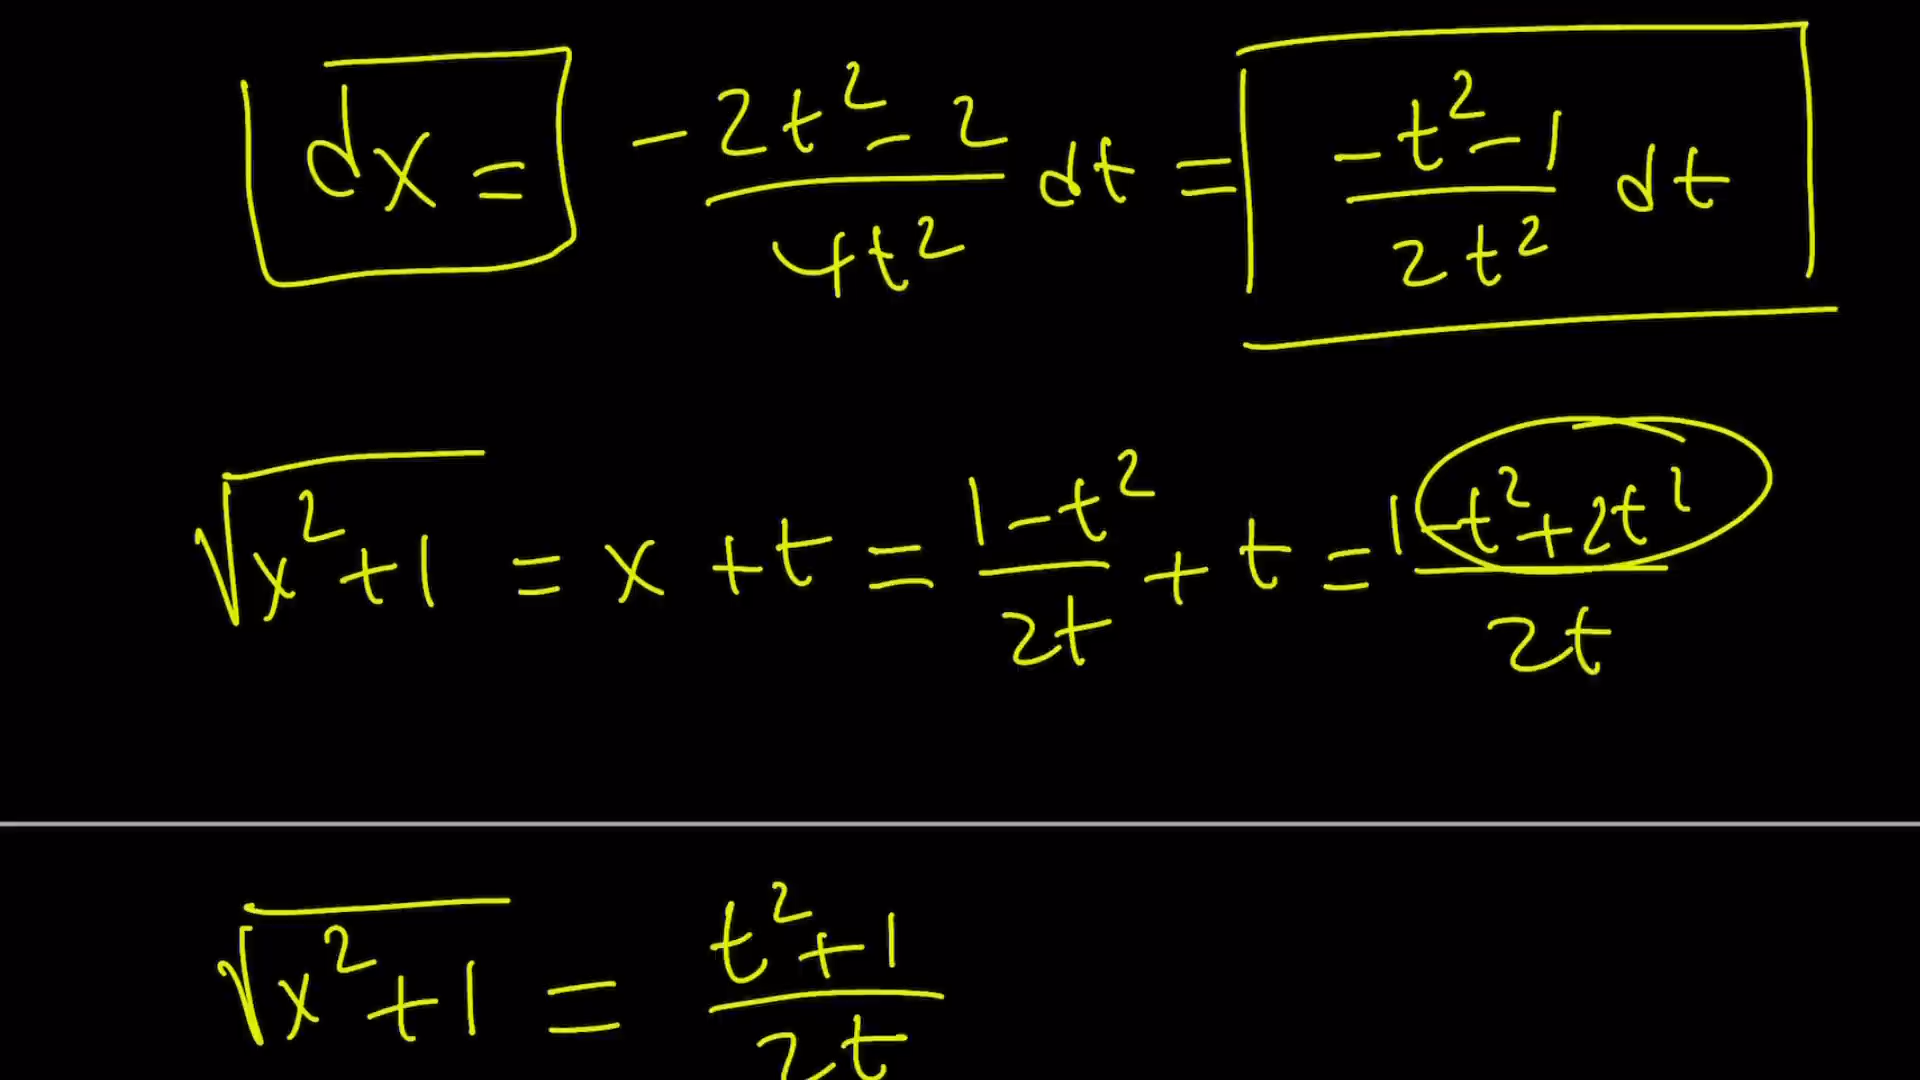 dx = (-2t² - 2)/(4t²) dt = (-t² - 1)/(2t²) dt
√(x² + 1) = x + t = (1 - t²)/(2t) + t = (1 - t² + 2t²)/(2t)
√(x² + 1) = (t² + 1)/(2t)